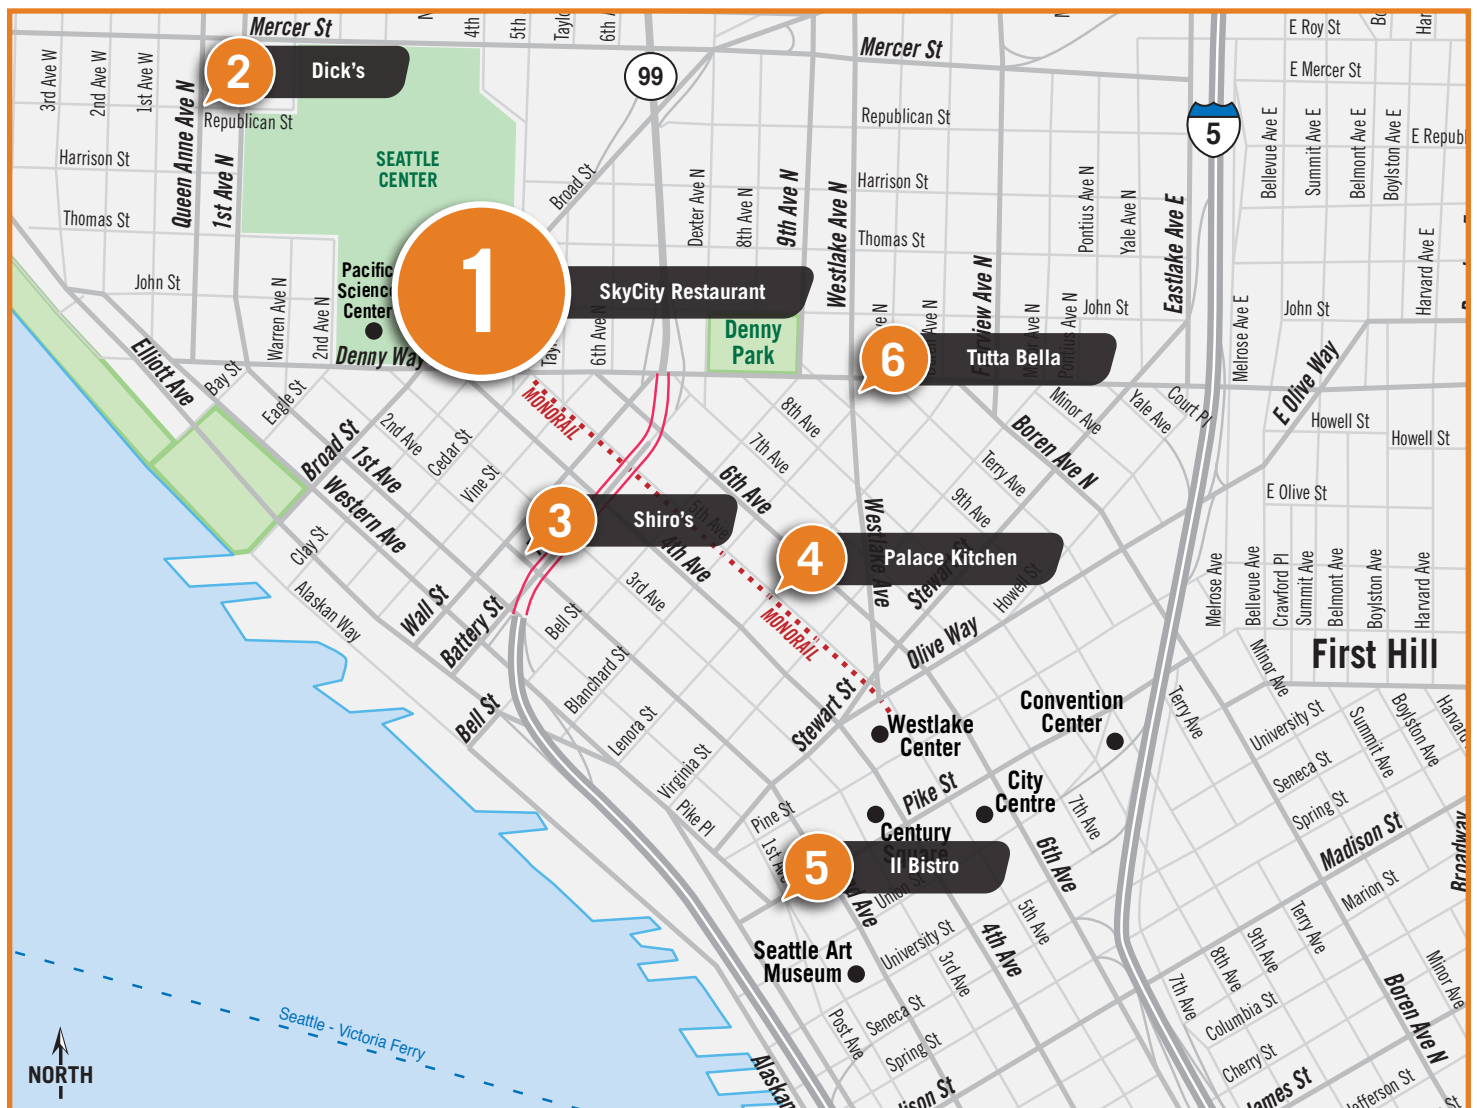 Mercer St
4th
5th
6th
Mercer St
E Roy St
2
Dick's
99
E Mercer St
3rd Ave W
2nd Ave W
1st Ave W
Queen Anne Ave N
Republican St
Republican St
5
Bellevue Ave E
Summit Ave E
Belmont Ave E
Boylston Ave E
Harrison St
1st Ave N
SEATTLE
CENTER
Broad St
Harrison St
Dexter Ave N
8th Ave N
9th Ave N
Westlake Ave N
Pontius Ave N
Yale Ave N
Eastlake Ave E
Thomas St
Thomas St
Harvard Ave E
1
SkyCity Restaurant
John St
Pacific
Science
Center
Warren Ave N
2nd Ave N
Denny Way
6th Ave N
Denny
Park
John St
John St
Melrose Ave E
6
Tutta Bella
Elliott Ave
Bay St
Eagle St
MONORAIL
8th Ave
7th Ave
Minor Ave
Yale Ave
Court Pl
E Olive Way
Howell St
Howell St
Broad St
1st Ave
2nd Ave
Cedar St
Vine St
6th Ave
Boren Ave N
Terry Ave
9th Ave
E Olive St
Western Ave
Clay St
3
Shiro's
5th Ave
4th Ave
4
Palace Kitchen
Westlake Ave
Stewart St
Howell St
Melrose Ave
Bellevue Ave
Crawford Pl
Summit Ave
Belmont Ave
Boylston Ave
Harvard Ave
Alaskan Way
Wall St
Battery St
3rd Ave
Bell St
MONORAIL
Olive Way
First Hill
Minor Ave
Blanchard St
Bell St
Lenora St
Virginia St
Stewart St
Westlake
Center
Convention
Center
Terry Ave
University St
Summit Ave
Boylston Ave
Seneca St
Spring St
Pike Pl
Pine St
Pike St
City
Centre
7th Ave
Century
Square
Madison St
Broadway
5
Il Bistro
6th Ave
Marion St
Union St
5th Ave
4th Ave
University St
3rd Ave
Seattle Art
Museum
Terry Ave
9th Ave
8th Ave
7th Ave
Minor Ave
Boren Ave N
Columbia St
Cherry St
Seneca St
Post Ave
Spring St
Seattle - Victoria Ferry
NORTH
Alaskan